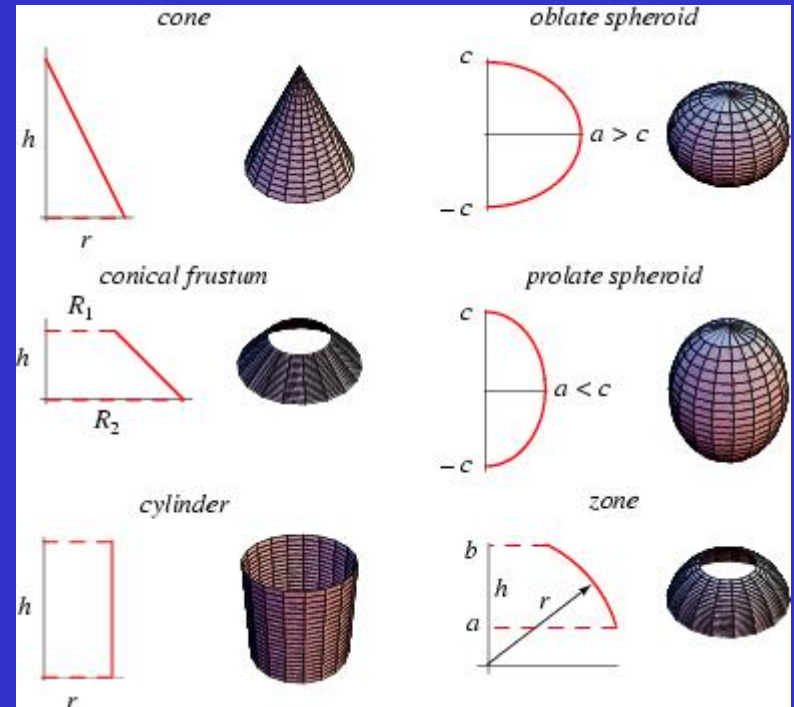 cone
h
r
oblate spheroid
c
a > c
−c
conical frustum
R₁
h
R₂
prolate spheroid
c
a < c
−c
cylinder
h
r
zone
b
h
r
a